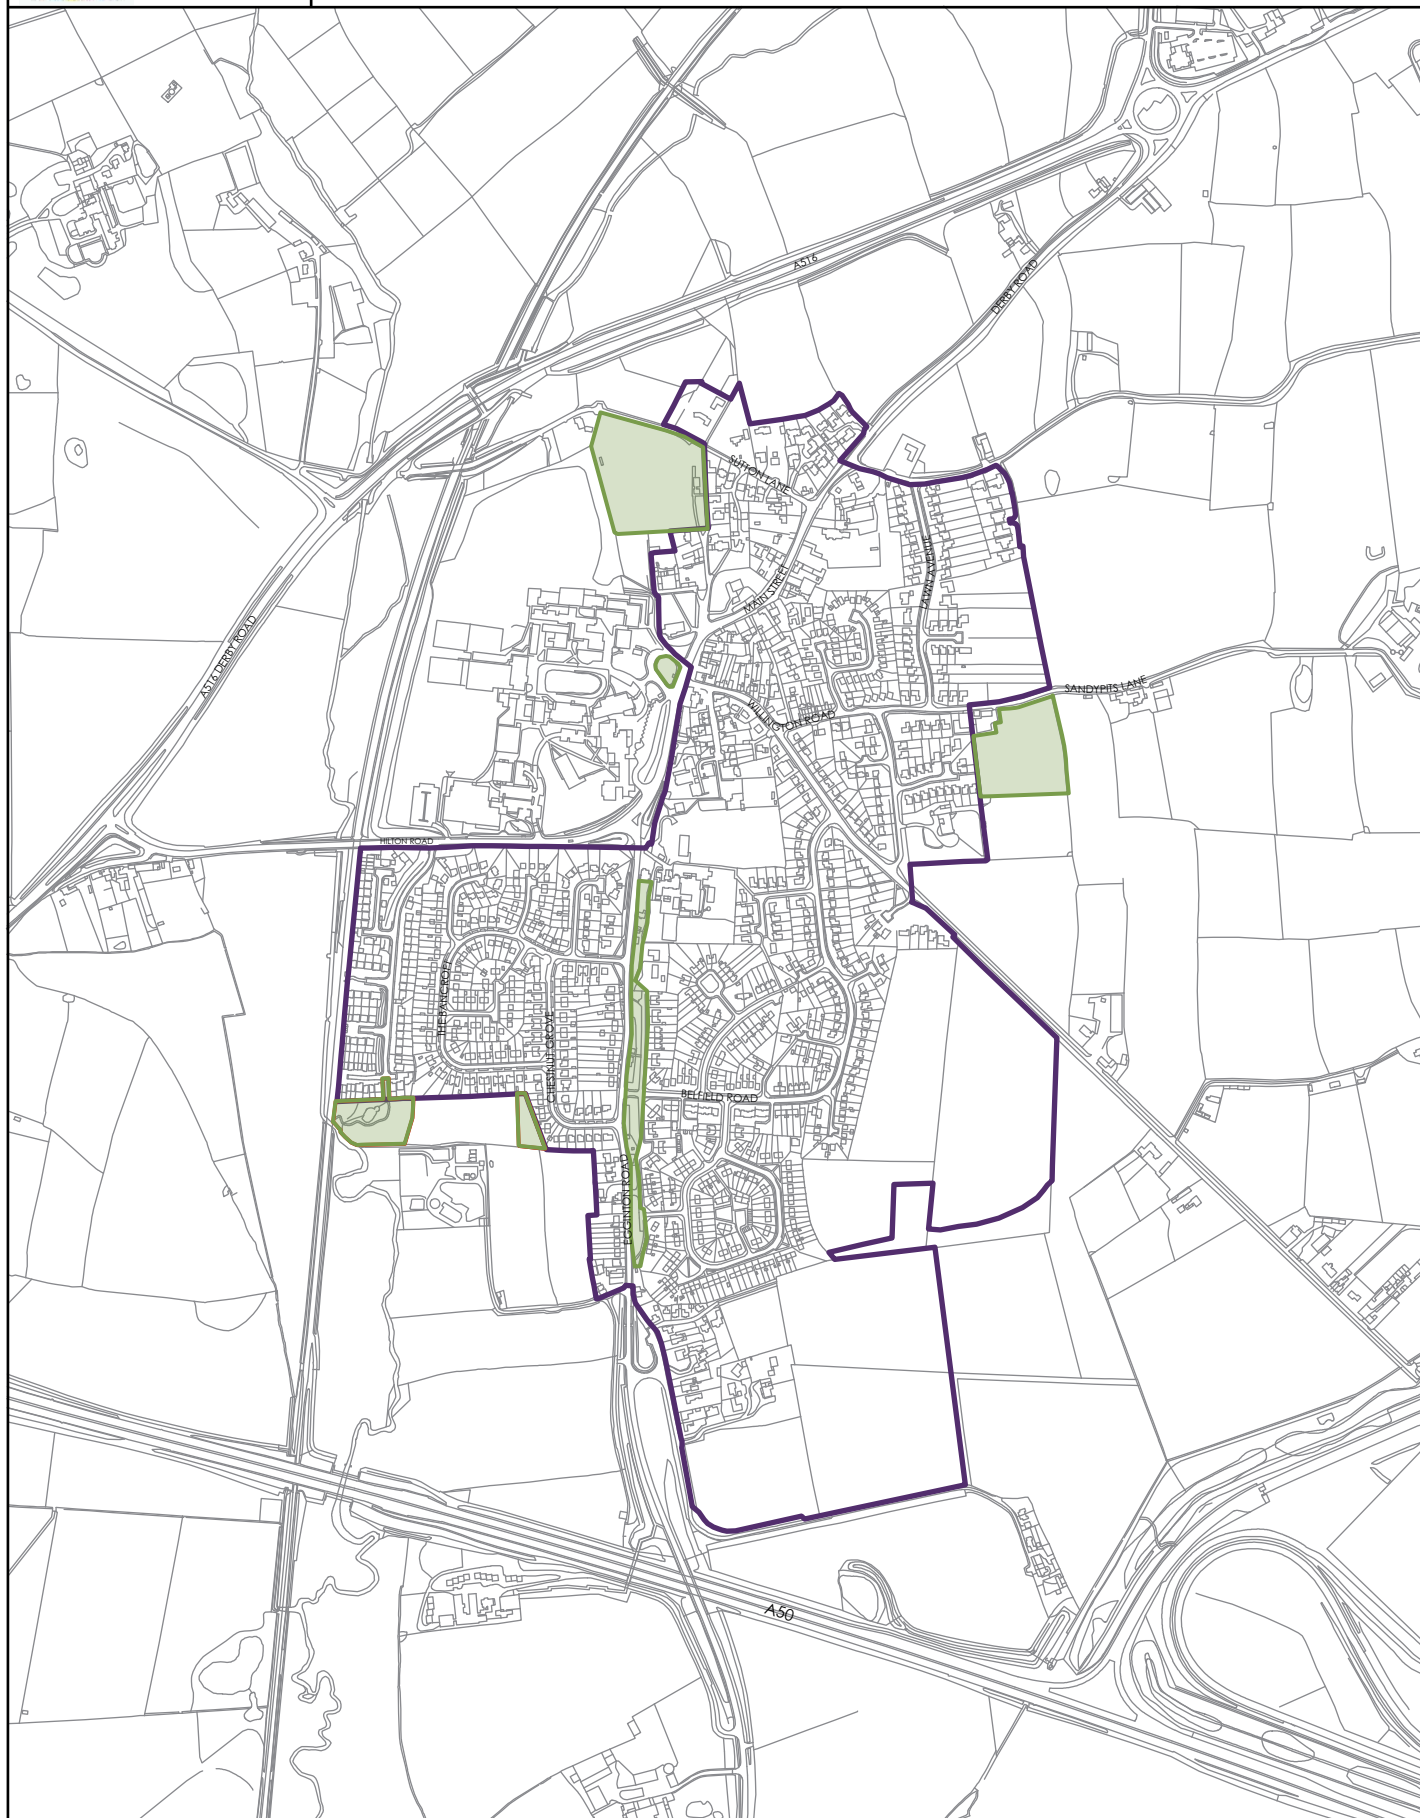 A516
DERBY ROAD
SUTTON LANE
MAIN STREET
LAWN AVENUE
A516 DERBY ROAD
SANDYPITS LANE
WILLINGTON ROAD
HILTON ROAD
THE BANCROFT
CHESTNUT GROVE
BELFIELD ROAD
EGGINTON ROAD
A50